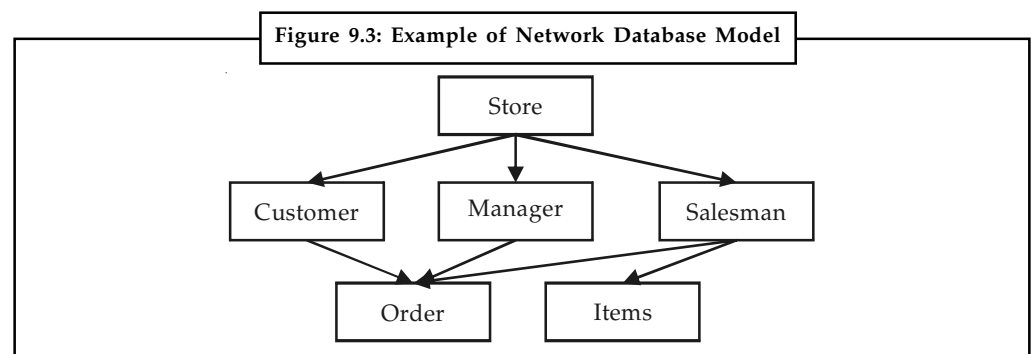 Figure 9.3: Example of Network Database Model
Store
Customer Manager Salesman
Order Items